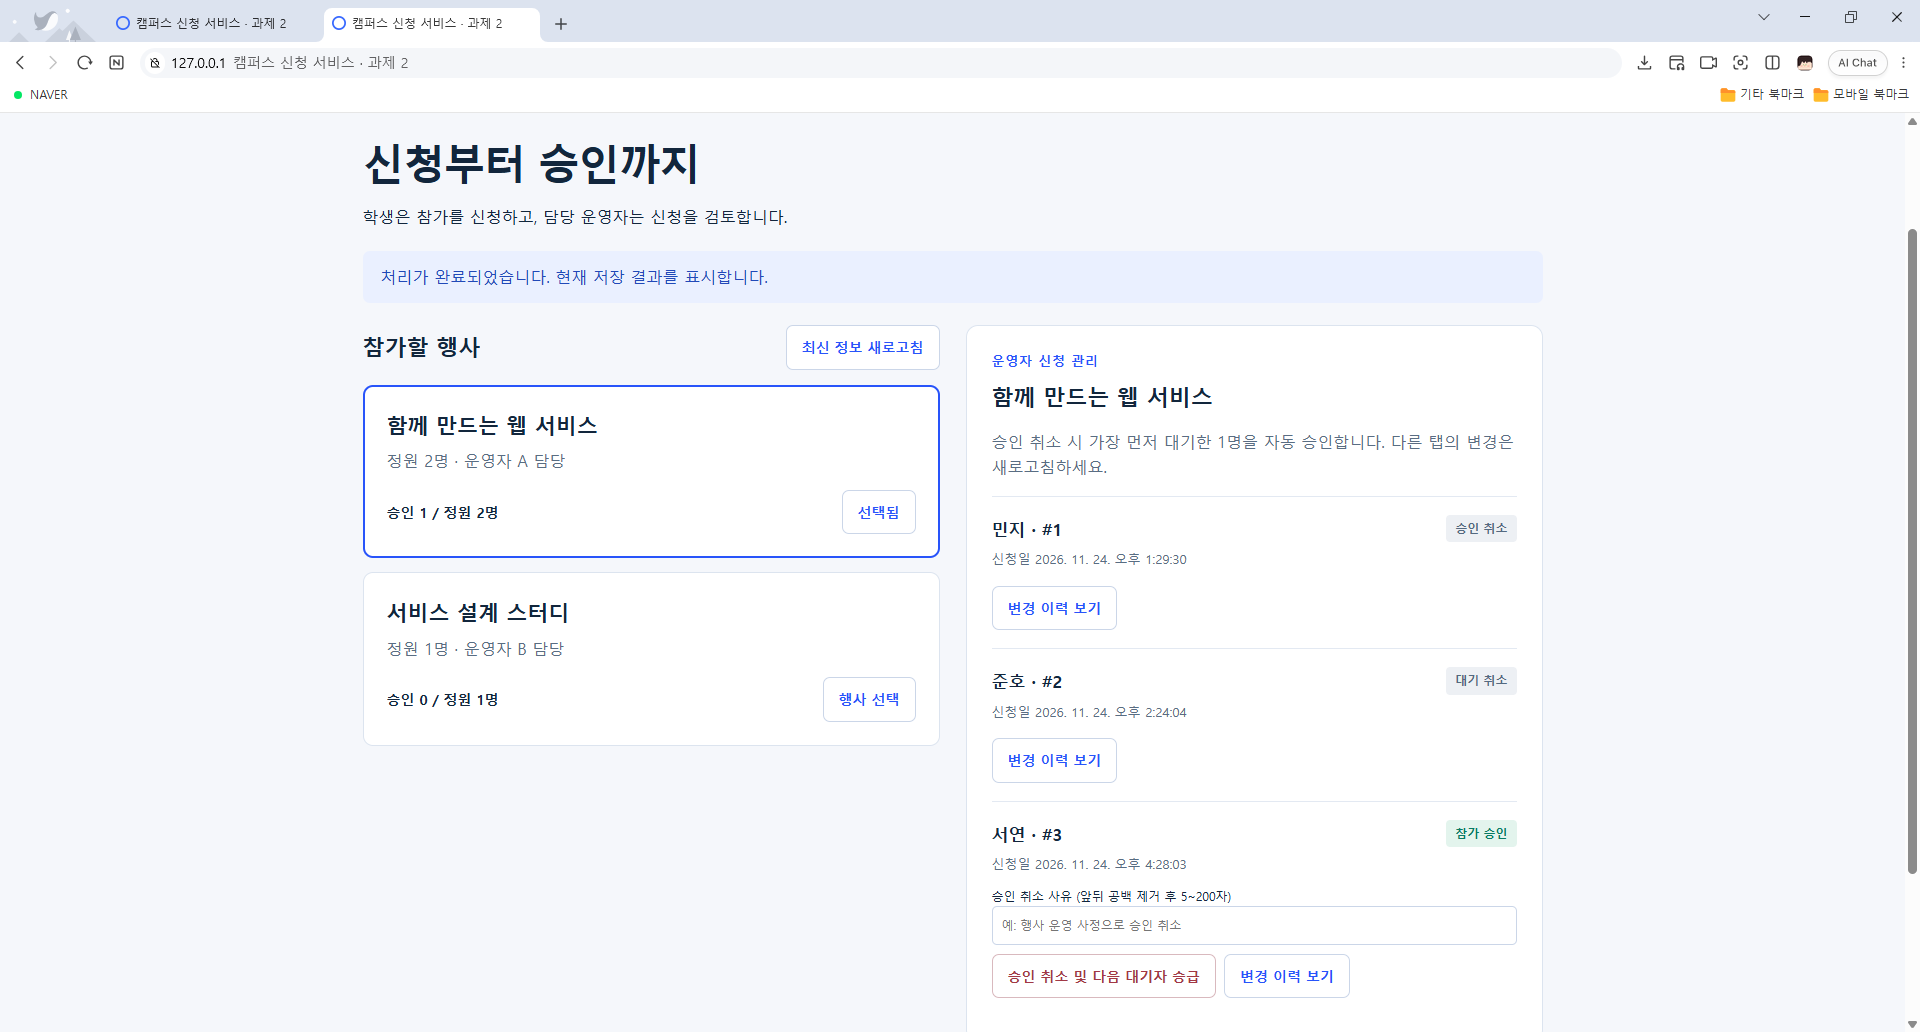 캠퍼스 신청 서비스 · 과제 2
캠퍼스 신청 서비스 · 과제 2
127.0.0.1 캠퍼스 신청 서비스 · 과제 2
AI Chat
NAVER
기타 북마크
모바일 북마크
신청부터 승인까지
학생은 참가를 신청하고, 담당 운영자는 신청을 검토합니다.
처리가 완료되었습니다. 현재 저장 결과를 표시합니다.
참가할 행사
최신 정보 새로고침
함께 만드는 웹 서비스
정원 2명 · 운영자 A 담당
승인 1 / 정원 2명
선택됨
서비스 설계 스터디
정원 1명 · 운영자 B 담당
승인 0 / 정원 1명
행사 선택
운영자 신청 관리
함께 만드는 웹 서비스
승인 취소 시 가장 먼저 대기한 1명을 자동 승인합니다. 다른 탭의 변경은
새로고침하세요.
민지 · #1
승인 취소
신청일 2026. 11. 24. 오후 1:29:30
변경 이력 보기
준호 · #2
대기 취소
신청일 2026. 11. 24. 오후 2:24:04
변경 이력 보기
서연 · #3
참가 승인
신청일 2026. 11. 24. 오후 4:28:03
승인 취소 사유 (앞뒤 공백 제거 후 5~200자)
예: 행사 운영 사정으로 승인 취소
승인 취소 및 다음 대기자 승급
변경 이력 보기